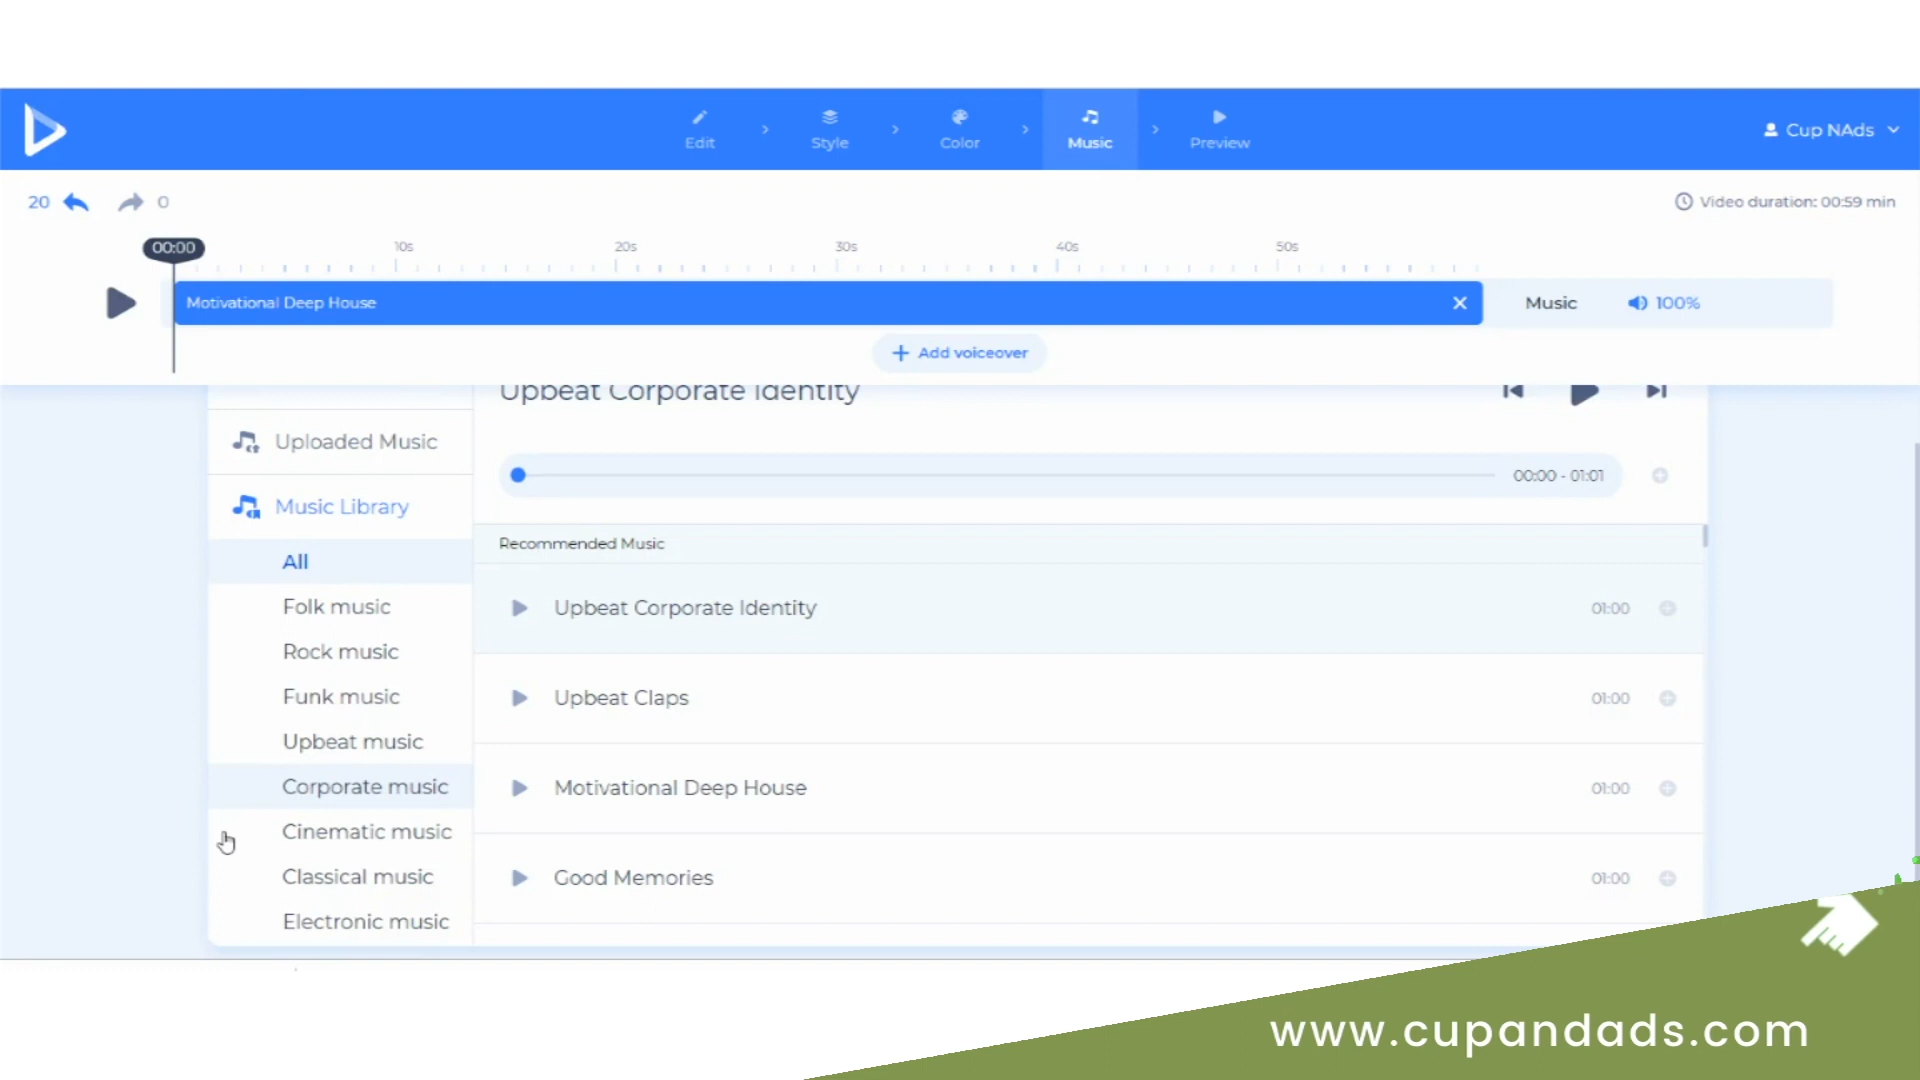 Edit
Style
Color
Music
Preview
Cup NAds
20
0
Video duration: 00:59 min
00:00
10s
20s
30s
40s
50s
Motivational Deep House
Music
100%
Add voiceover
Upbeat Corporate Identity
Uploaded Music
00:00 - 01:01
Music Library
Recommended Music
All
Folk music
Rock music
Funk music
Upbeat music
Corporate music
Cinematic music
Classical music
Electronic music
Upbeat Corporate Identity 01:00
Upbeat Claps 01:00
Motivational Deep House 01:00
Good Memories 01:00
www.cupandads.com